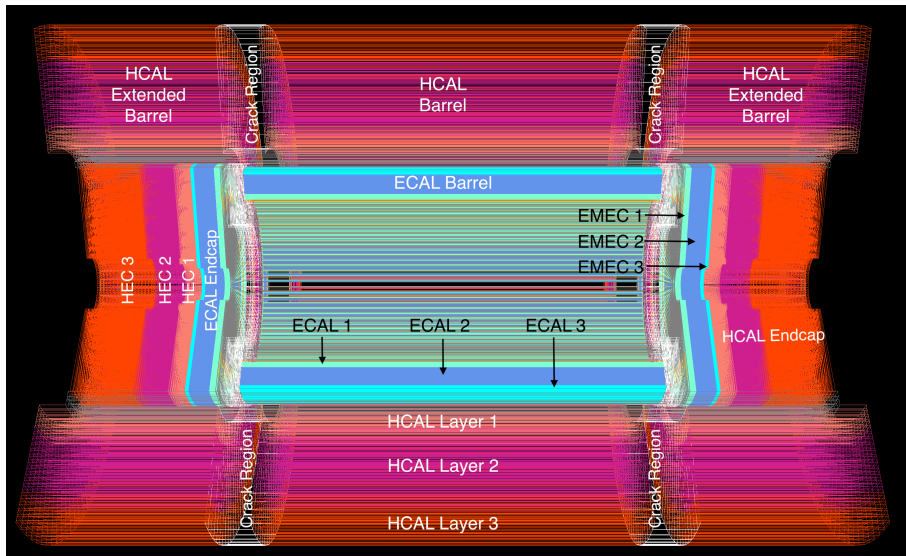 HCAL
Extended
Barrel
Crack Region
HCAL
Barrel
Crack Region
HCAL
Extended
Barrel
ECAL Barrel
EMEC 1
EMEC 2
EMEC 3
HEC 3
HEC 2
HEC 1
ECAL Endcap
HCAL Endcap
ECAL 1
ECAL 2
ECAL 3
HCAL Layer 1
HCAL Layer 2
HCAL Layer 3
Crack Region
Crack Region